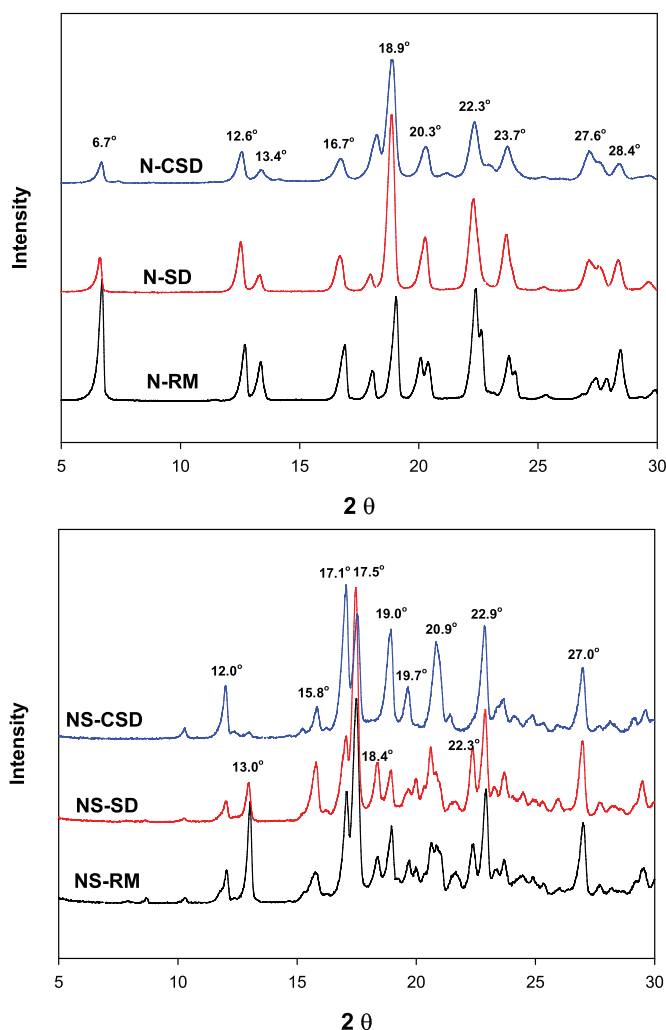 18.9°
22.3°
12.6°
20.3°
6.7°
16.7°
23.7°
27.6°
13.4°
28.4°
N-CSD
N-SD
N-RM
Intensity
5 10 15 20 25 30
2 θ
17.1° 17.5°
19.0°
22.9°
20.9°
12.0°
19.7°
27.0°
15.8°
NS-CSD
18.4°
22.3°
13.0°
NS-SD
NS-RM
Intensity
5 10 15 20 25 30
2 θ